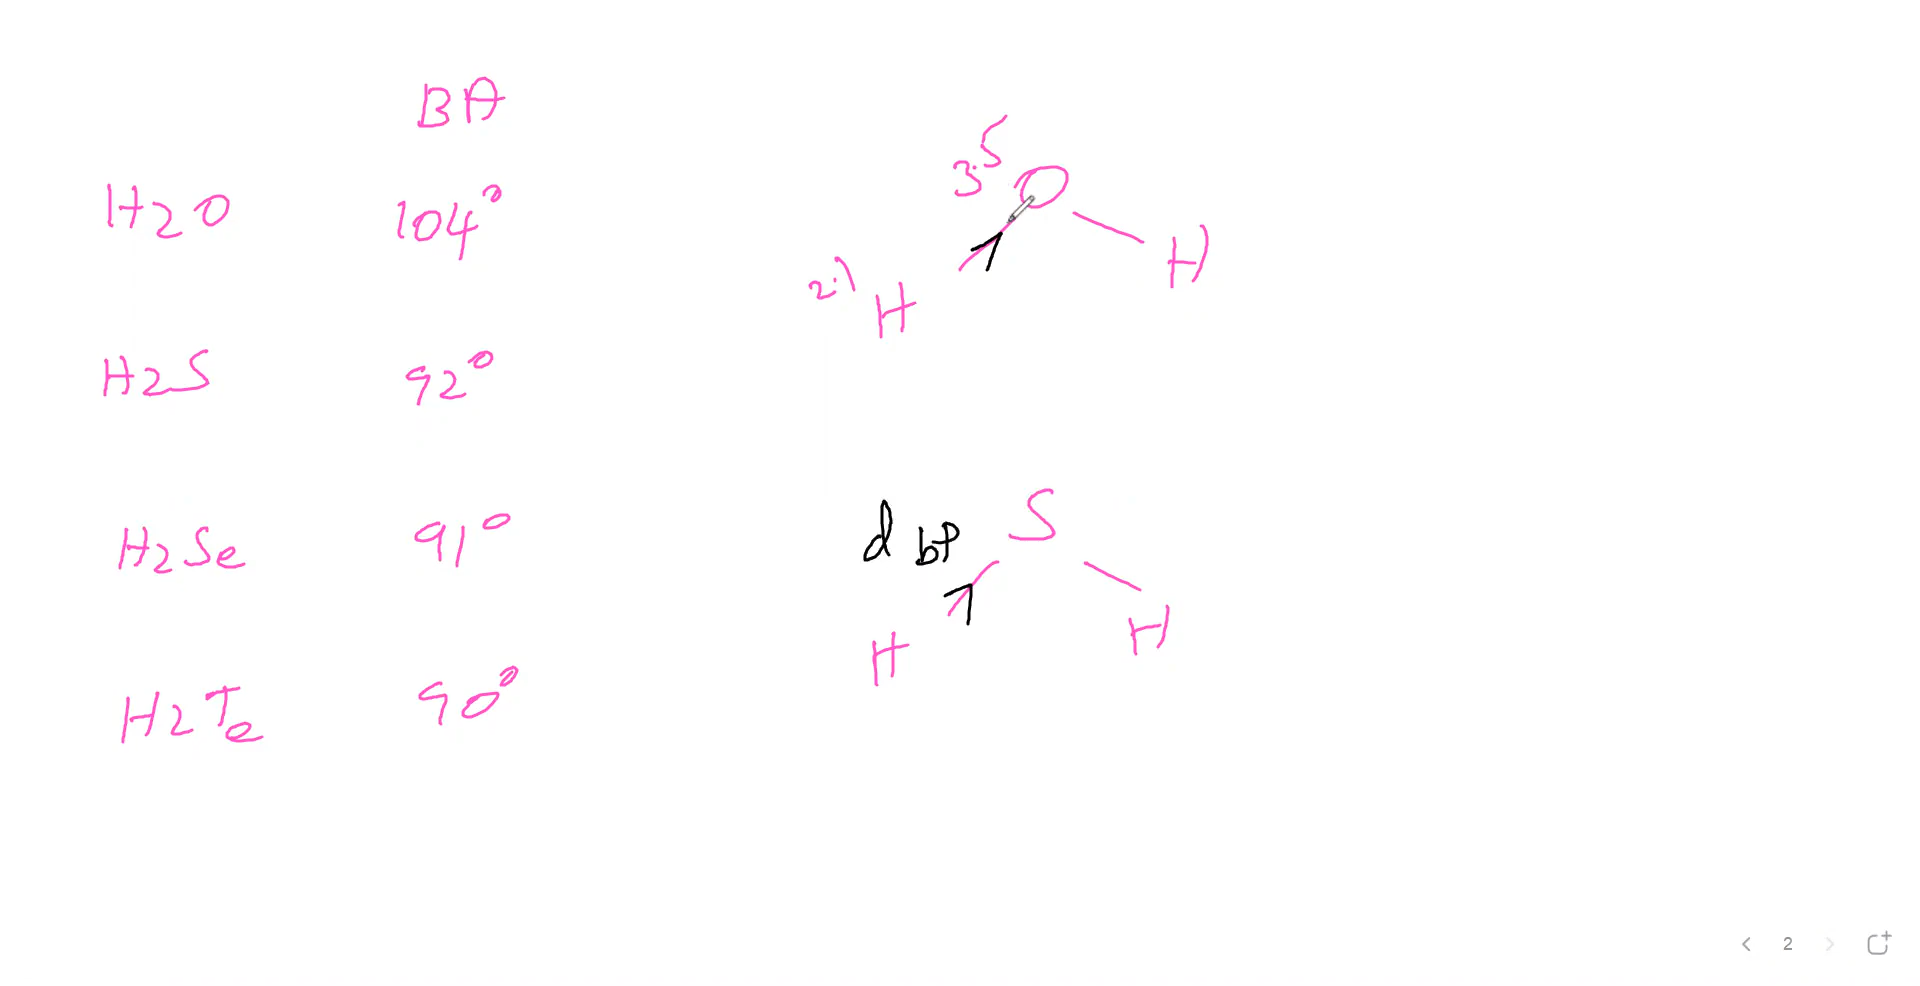 BA
H2O 104°
H2S 92°
H2Se 91°
H2Te 90°
3.5
O
2.1
H
H
d bp
S
H
H
2